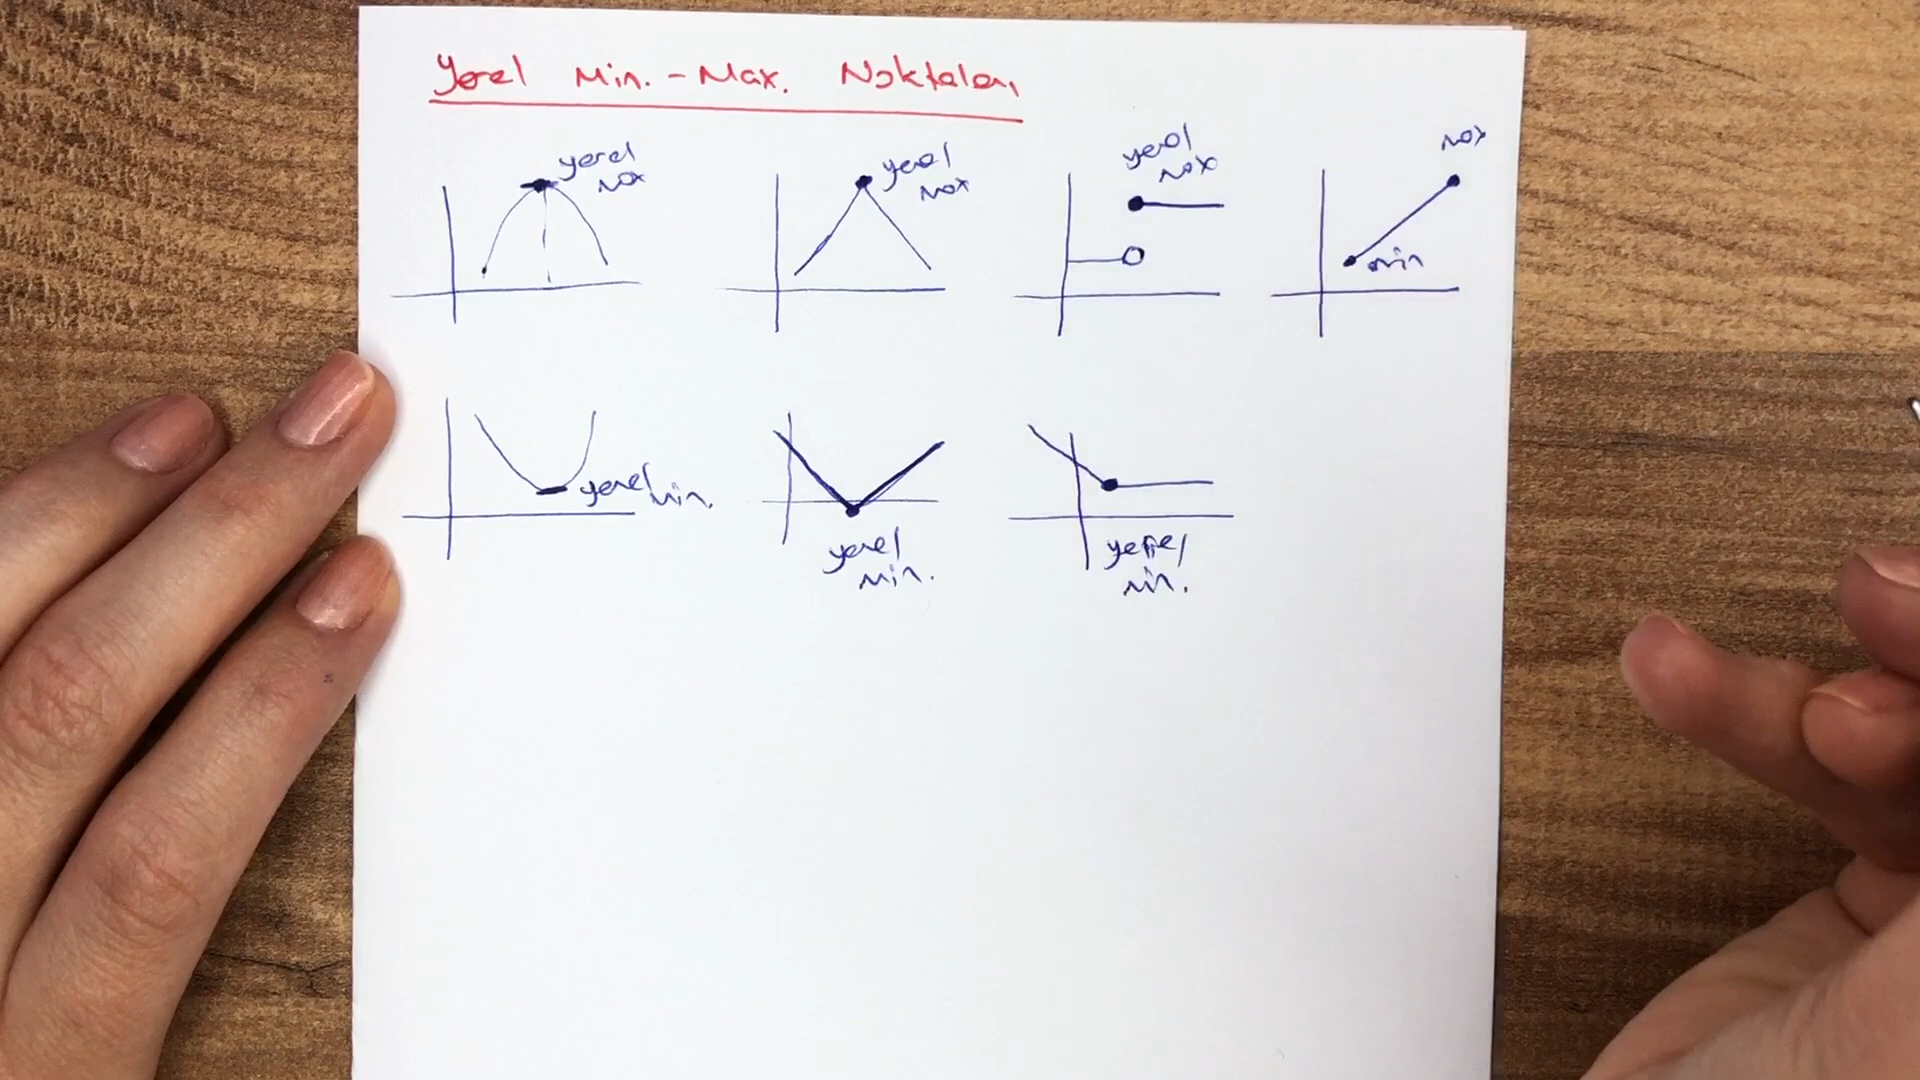 Yerel Min. - Max. Noktaları
yerel
max
yerel
max
yerel
max
max
min
yerel min.
yerel
min.
yerel
min.